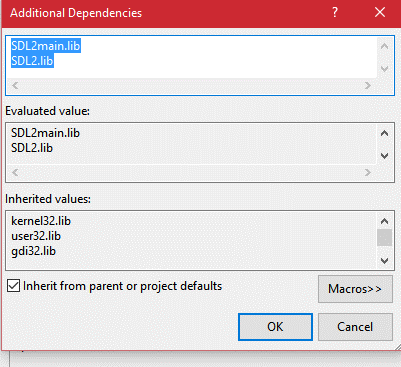 Additional Dependencies
SDL2main.lib
SDL2.lib
Evaluated value:
SDL2main.lib
SDL2.lib
Inherited values:
kernel32.lib
user32.lib
gdi32.lib
Inherit from parent or project defaults
Macros>>
OK
Cancel